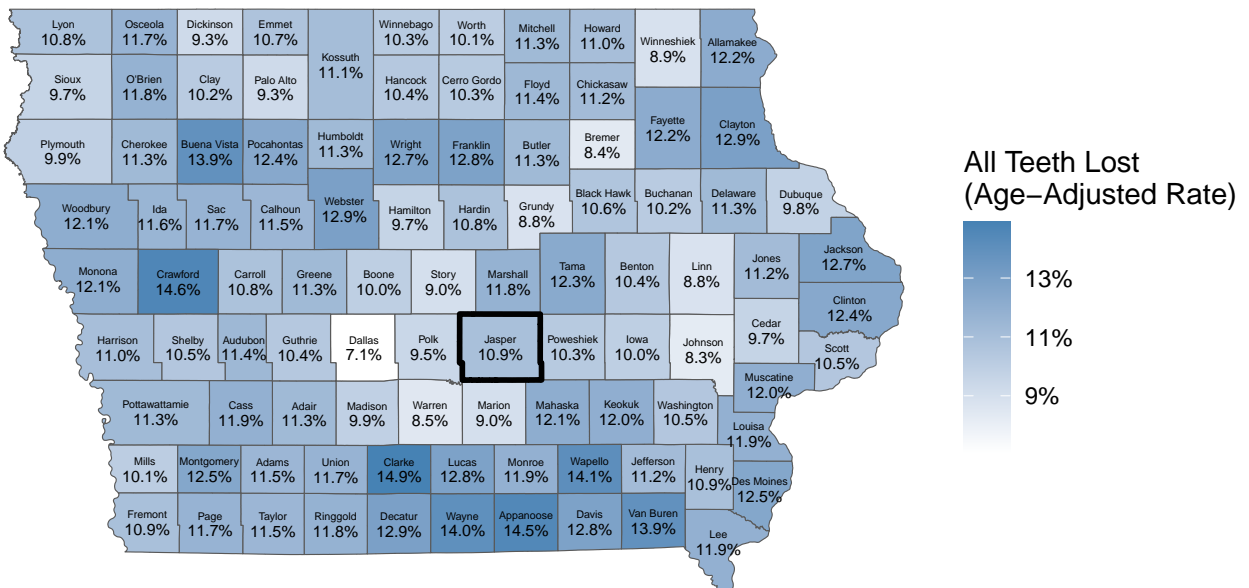 Lyon
10.8%
Osceola
11.7%
Dickinson
9.3%
Emmet
10.7%
Kossuth
11.1%
Winnebago
10.3%
Worth
10.1%
Mitchell
11.3%
Howard
11.0%
Winneshiek
8.9%
Allamakee
12.2%
Sioux
9.7%
O'Brien
11.8%
Clay
10.2%
Palo Alto
9.3%
Hancock
10.4%
Cerro Gordo
10.3%
Floyd
11.4%
Chickasaw
11.2%
Fayette
12.2%
Clayton
12.9%
Plymouth
9.9%
Cherokee
11.3%
Buena Vista
13.9%
Pocahontas
12.4%
Humboldt
11.3%
Wright
12.7%
Franklin
12.8%
Butler
11.3%
Bremer
8.4%
Woodbury
12.1%
Ida
11.6%
Sac
11.7%
Calhoun
11.5%
Webster
12.9%
Hamilton
9.7%
Hardin
10.8%
Grundy
8.8%
Black Hawk
10.6%
Buchanan
10.2%
Delaware
11.3%
Dubuque
9.8%
Monona
12.1%
Crawford
14.6%
Carroll
10.8%
Greene
11.3%
Boone
10.0%
Story
9.0%
Marshall
11.8%
Tama
12.3%
Benton
10.4%
Linn
8.8%
Jones
11.2%
Jackson
12.7%
Clinton
12.4%
Harrison
11.0%
Shelby
10.5%
Audubon
11.4%
Guthrie
10.4%
Dallas
7.1%
Polk
9.5%
Jasper
10.9%
Poweshiek
10.3%
Iowa
10.0%
Johnson
8.3%
Cedar
9.7%
Scott
10.5%
Muscatine
12.0%
Pottawattamie
11.3%
Cass
11.9%
Adair
11.3%
Madison
9.9%
Warren
8.5%
Marion
9.0%
Mahaska
12.1%
Keokuk
12.0%
Washington
10.5%
Louisa
11.9%
Mills
10.1%
Montgomery
12.5%
Adams
11.5%
Union
11.7%
Clarke
14.9%
Lucas
12.8%
Monroe
11.9%
Wapello
14.1%
Jefferson
11.2%
Henry
10.9%
Des Moines
12.5%
Fremont
10.9%
Page
11.7%
Taylor
11.5%
Ringgold
11.8%
Decatur
12.9%
Wayne
14.0%
Appanoose
14.5%
Davis
12.8%
Van Buren
13.9%
Lee
11.9%
All Teeth Lost
(Age−Adjusted Rate)
13%
11%
9%